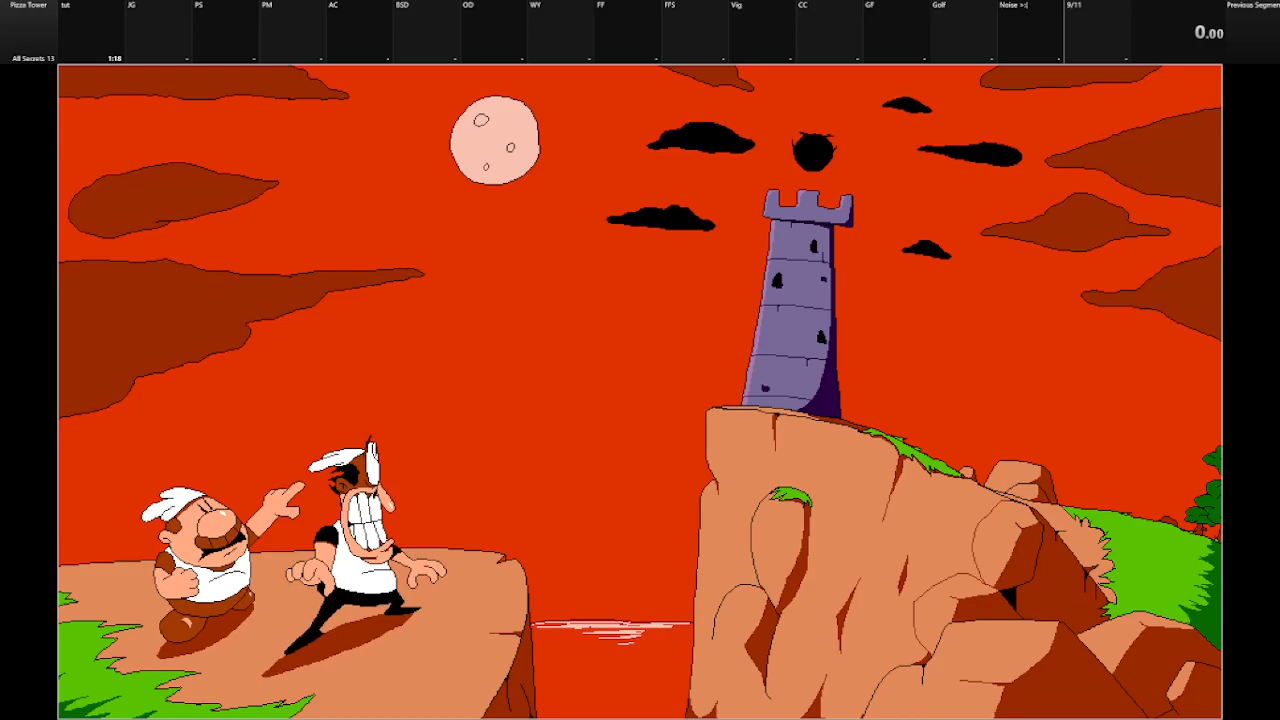 Pizza Tower tut JG PS PM AC BSD OD WY FF FFS Vig CC GF Golf Noise >:( 9/11 Previous Segmen
0.00
All Secrets 13 1:18 - - - - - - - - - - - - - - -